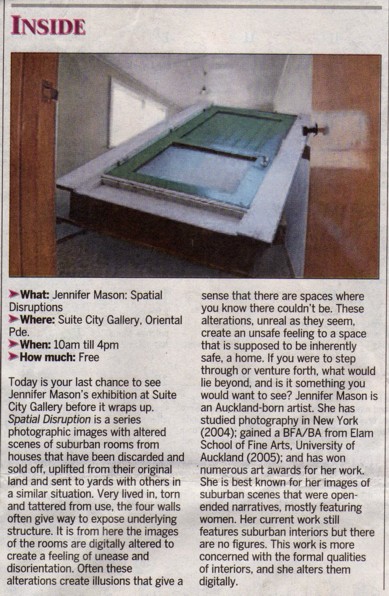 INSIDE
➤What: Jennifer Mason: Spatial
Disruptions
➤Where: Suite City Gallery, Oriental
Pde.
➤When: 10am till 4pm
➤How much: Free
Today is your last chance to see
Jennifer Mason's exhibition at Suite
City Gallery before it wraps up.
Spatial Disruption is a series
photographic images with altered
scenes of suburban rooms from
houses that have been discarded and
sold off, uplifted from their original
land and sent to yards with others in
a similar situation. Very lived in, torn
and tattered from use, the four walls
often give way to expose underlying
structure. It is from here the images
of the rooms are digitally altered to
create a feeling of unease and
disorientation. Often these
alterations create illusions that give a
sense that there are spaces where
you know there couldn't be. These
alterations, unreal as they seem,
create an unsafe feeling to a space
that is supposed to be inherently
safe, a home. If you were to step
through or venture forth, what would
lie beyond, and is it something you
would want to see? Jennifer Mason is
an Auckland-born artist. She has
studied photography in New York
(2004); gained a BFA/BA from Elam
School of Fine Arts, University of
Auckland (2005); and has won
numerous art awards for her work.
She is best known for her images of
suburban scenes that were open-
ended narratives, mostly featuring
women. Her current work still
features suburban interiors but there
are no figures. This work is more
concerned with the formal qualities
of interiors, and she alters them
digitally.